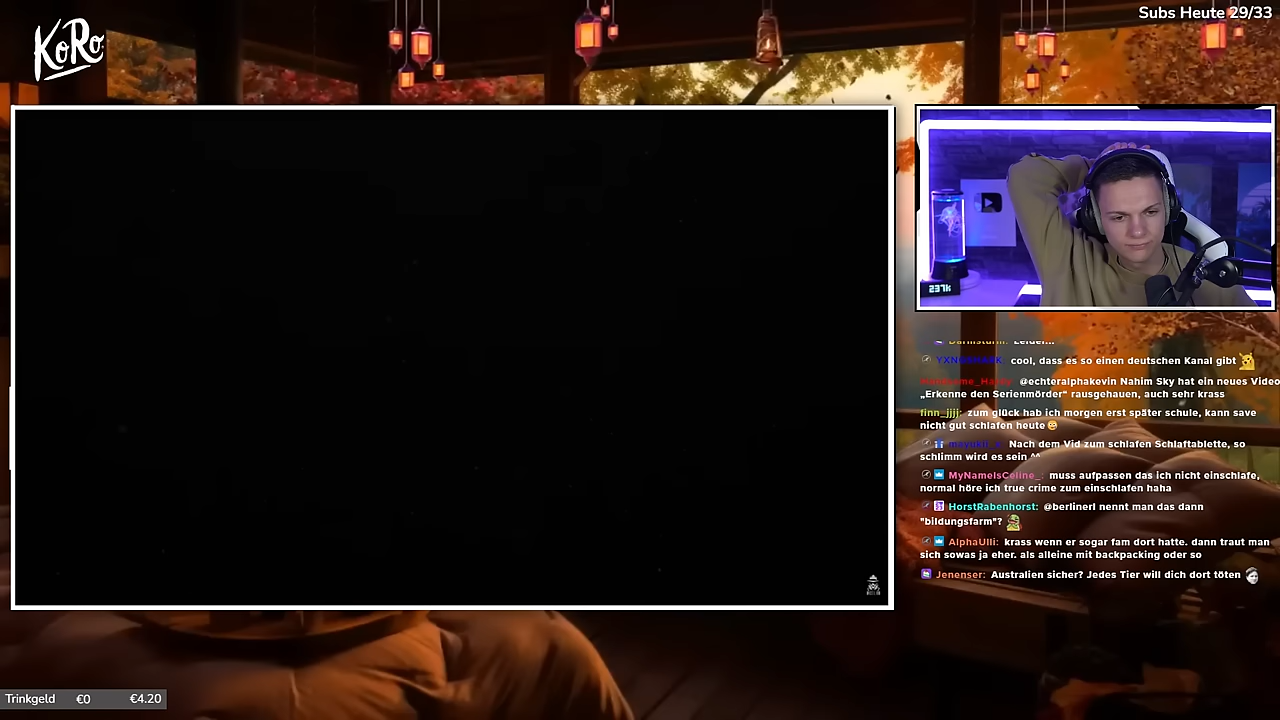 Subs Heute 29/33
KoRo
237k
cool, dass es so einen deutschen Kanal gibt
@echteralphakevin Nahim Sky hat ein neues Video
„Erkenne den Serienmörder" rausgehauen, auch sehr krass
finn_jjjj: zum glück hab ich morgen erst später schule, kann save
nicht gut schlafen heute
Nach dem Vid zum schlafen Schlaftablette, so
schlimm wird es sein ^^
MyNameIsCeline_: muss aufpassen das ich nicht einschlafe,
normal höre ich true crime zum einschlafen haha
HorstRabenhorst: @berlinerl nennt man das dann
"bildungsfarm"?
AlphaUlli: krass wenn er sogar fam dort hatte. dann traut man
sich sowas ja eher. als alleine mit backpacking oder so
Jenenser: Australien sicher? Jedes Tier will dich dort töten
Trinkgeld €0 €4.20